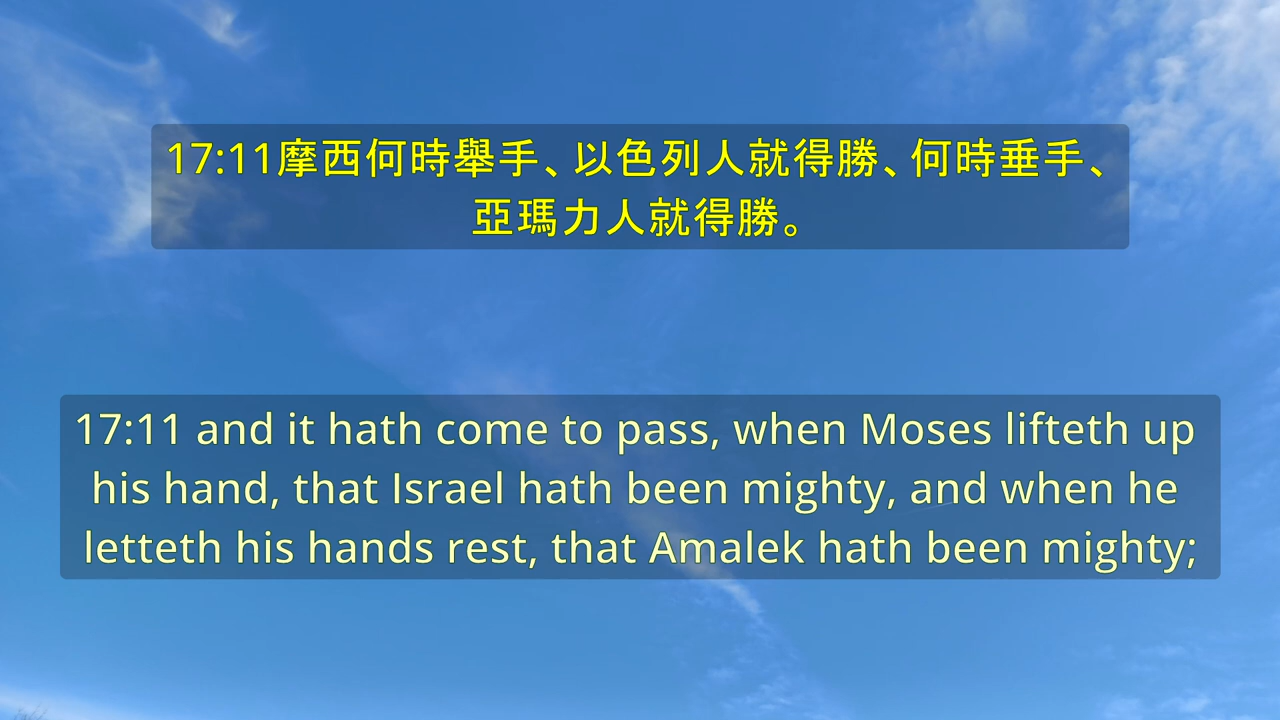 17:11摩西何時舉手、以色列人就得勝、何時垂手、
亞瑪力人就得勝。
17:11 and it hath come to pass, when Moses lifteth up
his hand, that Israel hath been mighty, and when he
letteth his hands rest, that Amalek hath been mighty;